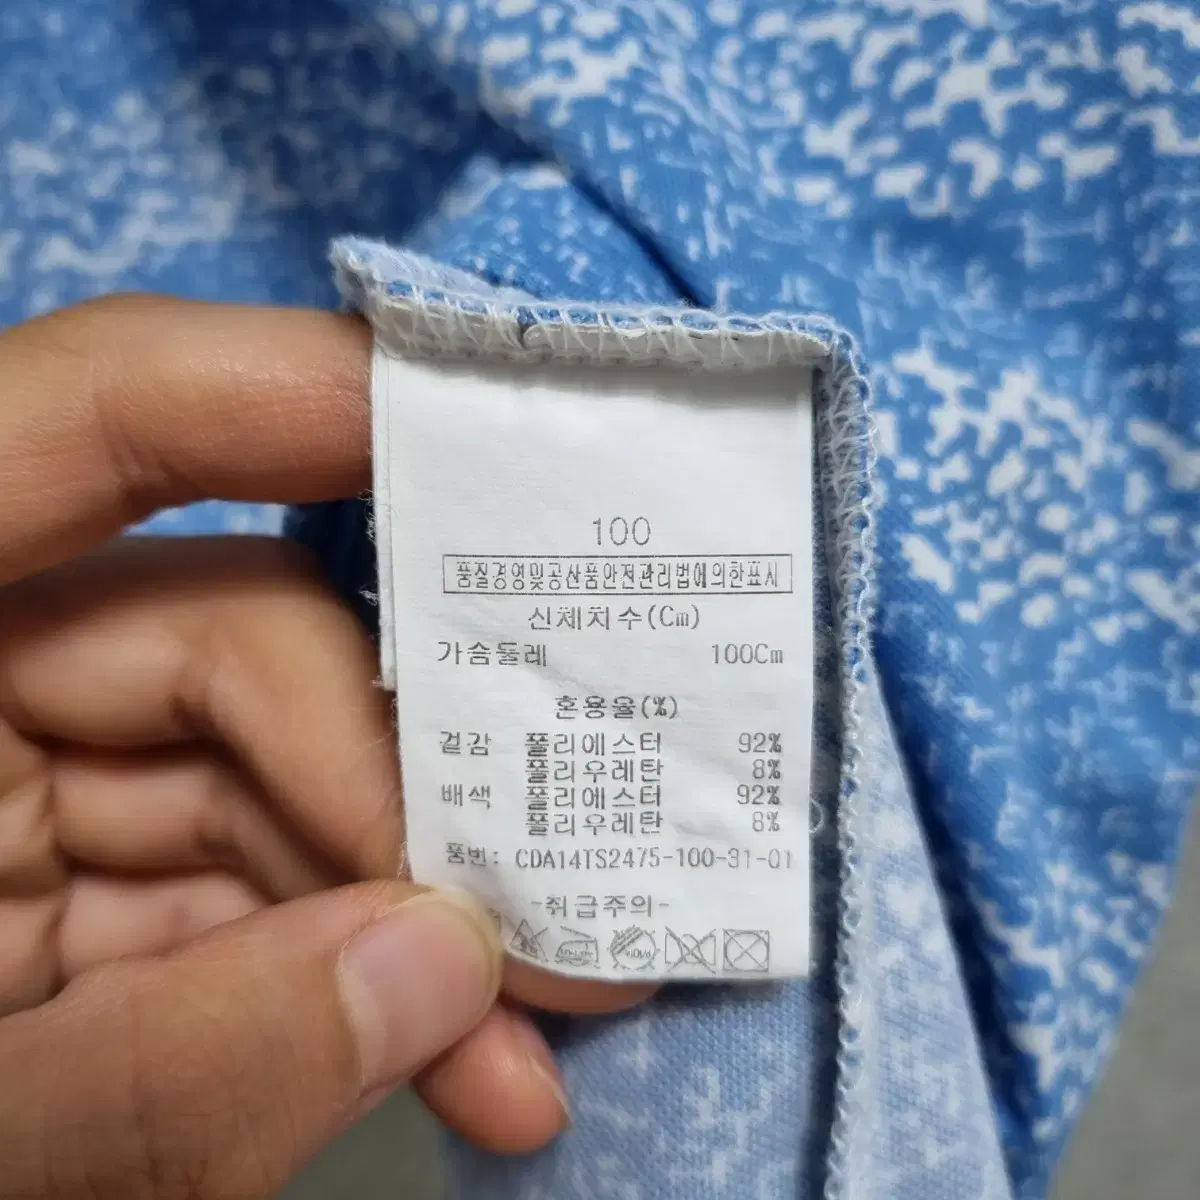 100
품질경영및공산품안전관리법에의한표시
신체치수(Cm)
가슴둘레 100Cm
혼용율(%)
겉감 폴리에스터 92%
폴리우레탄 8%
배색 폴리에스터 92%
폴리우레탄 8%
품번: CDA14TS2475-100-31-01
-취급주의-